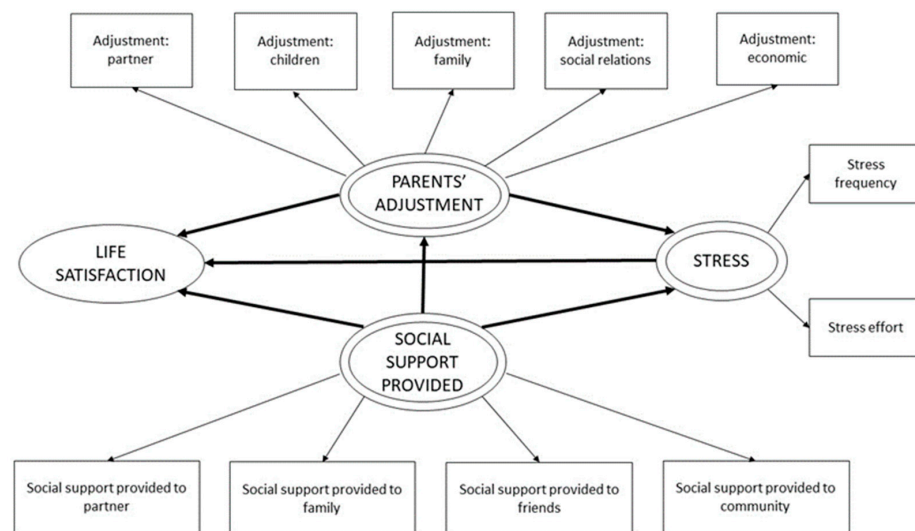 Adjustment:
partner
Adjustment:
children
Adjustment:
family
Adjustment:
social relations
Adjustment:
economic
PARENTS'
ADJUSTMENT
Stress
frequency
LIFE
SATISFACTION
STRESS
Stress effort
SOCIAL
SUPPORT
PROVIDED
Social support provided to
partner
Social support provided to
family
Social support provided to
friends
Social support provided to
community